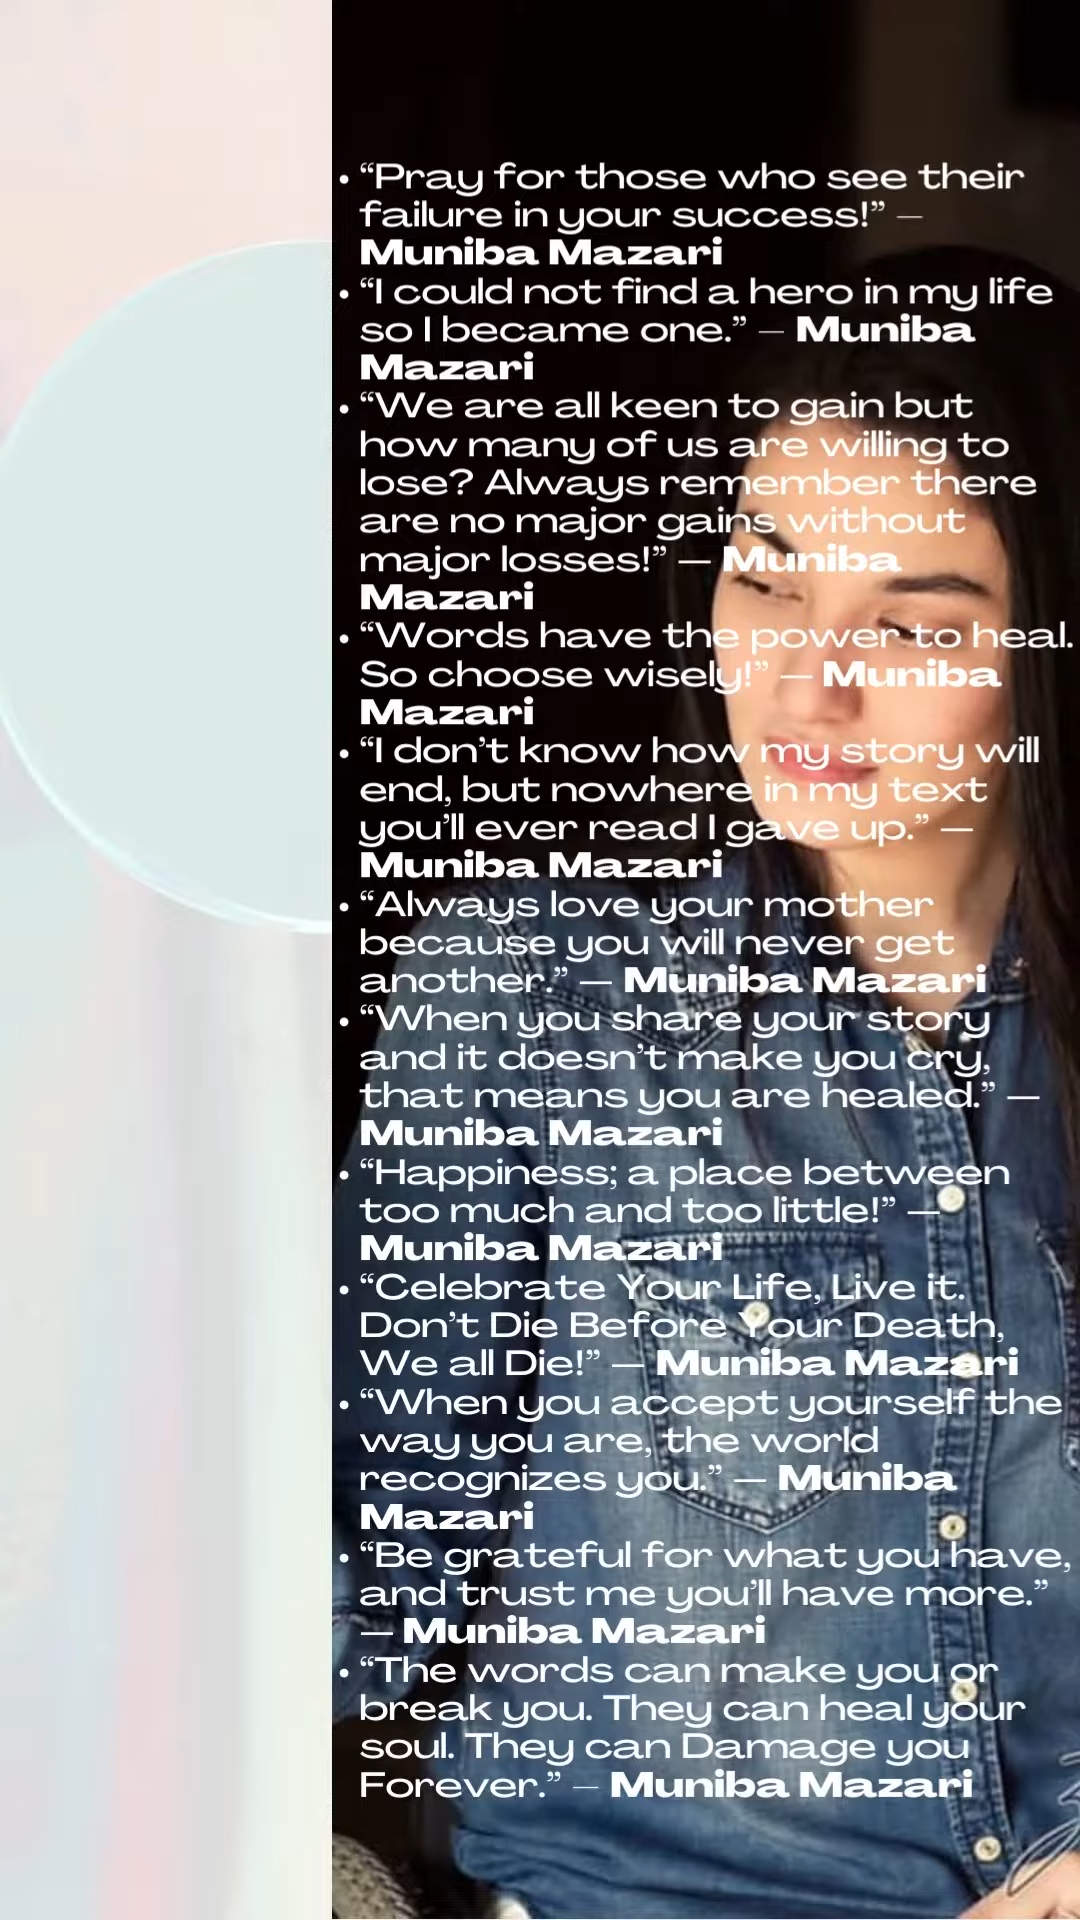 • “Pray for those who see their
failure in your success!” —
Muniba Mazari
• “I could not find a hero in my life
so I became one.” — Muniba
Mazari
• “We are all keen to gain but
how many of us are willing to
lose? Always remember there
are no major gains without
major losses!” — Muniba
Mazari
• “Words have the power to heal.
So choose wisely!” — Muniba
Mazari
• “I don’t know how my story will
end, but nowhere in my text
you’ll ever read I gave up.” —
Muniba Mazari
• “Always love your mother
because you will never get
another.” — Muniba Mazari
• “When you share your story
and it doesn’t make you cry,
that means you are healed.” —
Muniba Mazari
• “Happiness; a place between
too much and too little!” —
Muniba Mazari
• “Celebrate Your Life, Live it.
Don’t Die Before Your Death,
We all Die!” — Muniba Mazari
• “When you accept yourself the
way you are, the world
recognizes you.” — Muniba
Mazari
• “Be grateful for what you have,
and trust me you’ll have more.”
— Muniba Mazari
• “The words can make you or
break you. They can heal your
soul. They can Damage you
Forever.” — Muniba Mazari